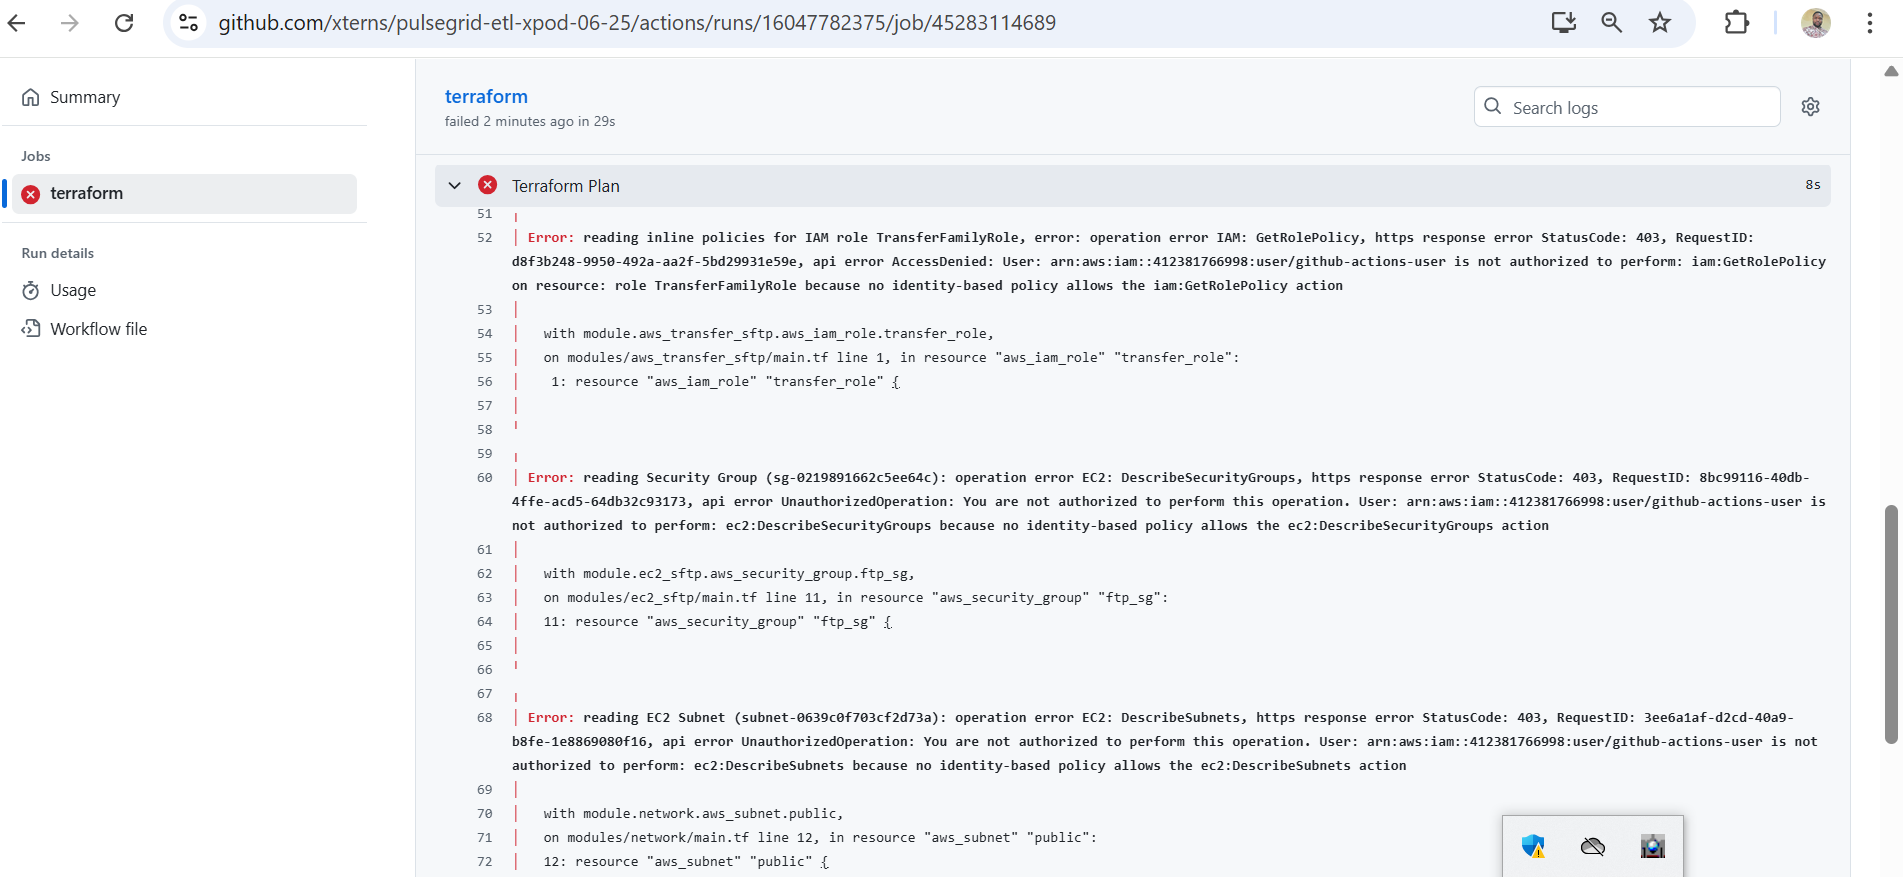 github.com/xterns/pulsegrid-etl-xpod-06-25/actions/runs/16047782375/job/45283114689
Summary
Jobs
terraform
Run details
Usage
Workflow file
terraform
failed 2 minutes ago in 29s
Search logs
Terraform Plan
8s
51
52 Error: reading inline policies for IAM role TransferFamilyRole, error: operation error IAM: GetRolePolicy, https response error StatusCode: 403, RequestID:
d8f3b248-9950-492a-aa2f-5bd29931e59e, api error AccessDenied: User: arn:aws:iam::412381766998:user/github-actions-user is not authorized to perform: iam:GetRolePolicy
on resource: role TransferFamilyRole because no identity-based policy allows the iam:GetRolePolicy action
53
54 with module.aws_transfer_sftp.aws_iam_role.transfer_role,
55 on modules/aws_transfer_sftp/main.tf line 1, in resource "aws_iam_role" "transfer_role":
56 1: resource "aws_iam_role" "transfer_role" {
57
58
59
60 Error: reading Security Group (sg-0219891662c5ee64c): operation error EC2: DescribeSecurityGroups, https response error StatusCode: 403, RequestID: 8bc99116-40db-
4ffe-acd5-64db32c93173, api error UnauthorizedOperation: You are not authorized to perform this operation. User: arn:aws:iam::412381766998:user/github-actions-user is
not authorized to perform: ec2:DescribeSecurityGroups because no identity-based policy allows the ec2:DescribeSecurityGroups action
61
62 with module.ec2_sftp.aws_security_group.ftp_sg,
63 on modules/ec2_sftp/main.tf line 11, in resource "aws_security_group" "ftp_sg":
64 11: resource "aws_security_group" "ftp_sg" {
65
66
67
68 Error: reading EC2 Subnet (subnet-0639c0f703cf2d73a): operation error EC2: DescribeSubnets, https response error StatusCode: 403, RequestID: 3ee6a1af-d2cd-40a9-
b8fe-1e8869080f16, api error UnauthorizedOperation: You are not authorized to perform this operation. User: arn:aws:iam::412381766998:user/github-actions-user is not
authorized to perform: ec2:DescribeSubnets because no identity-based policy allows the ec2:DescribeSubnets action
69
70 with module.network.aws_subnet.public,
71 on modules/network/main.tf line 12, in resource "aws_subnet" "public":
72 12: resource "aws_subnet" "public" {